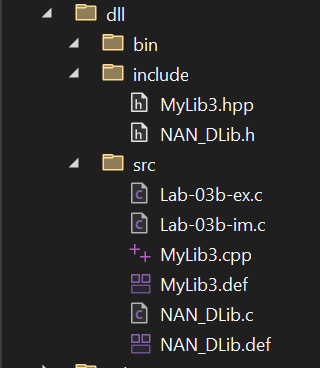 dll
bin
include
MyLib3.hpp
NAN_DLib.h
src
Lab-03b-ex.c
Lab-03b-im.c
MyLib3.cpp
MyLib3.def
NAN_DLib.c
NAN_DLib.def